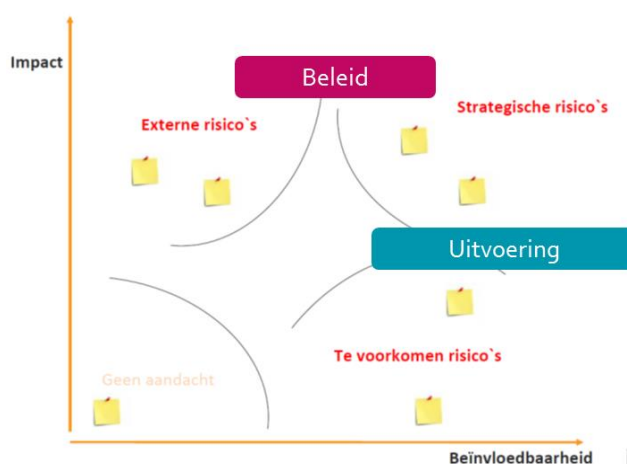 Impact
Beleid
Externe risico`s
Strategische risico`s
Uitvoering
Te voorkomen risico`s
Geen aandacht
Beïnvloedbaarheid